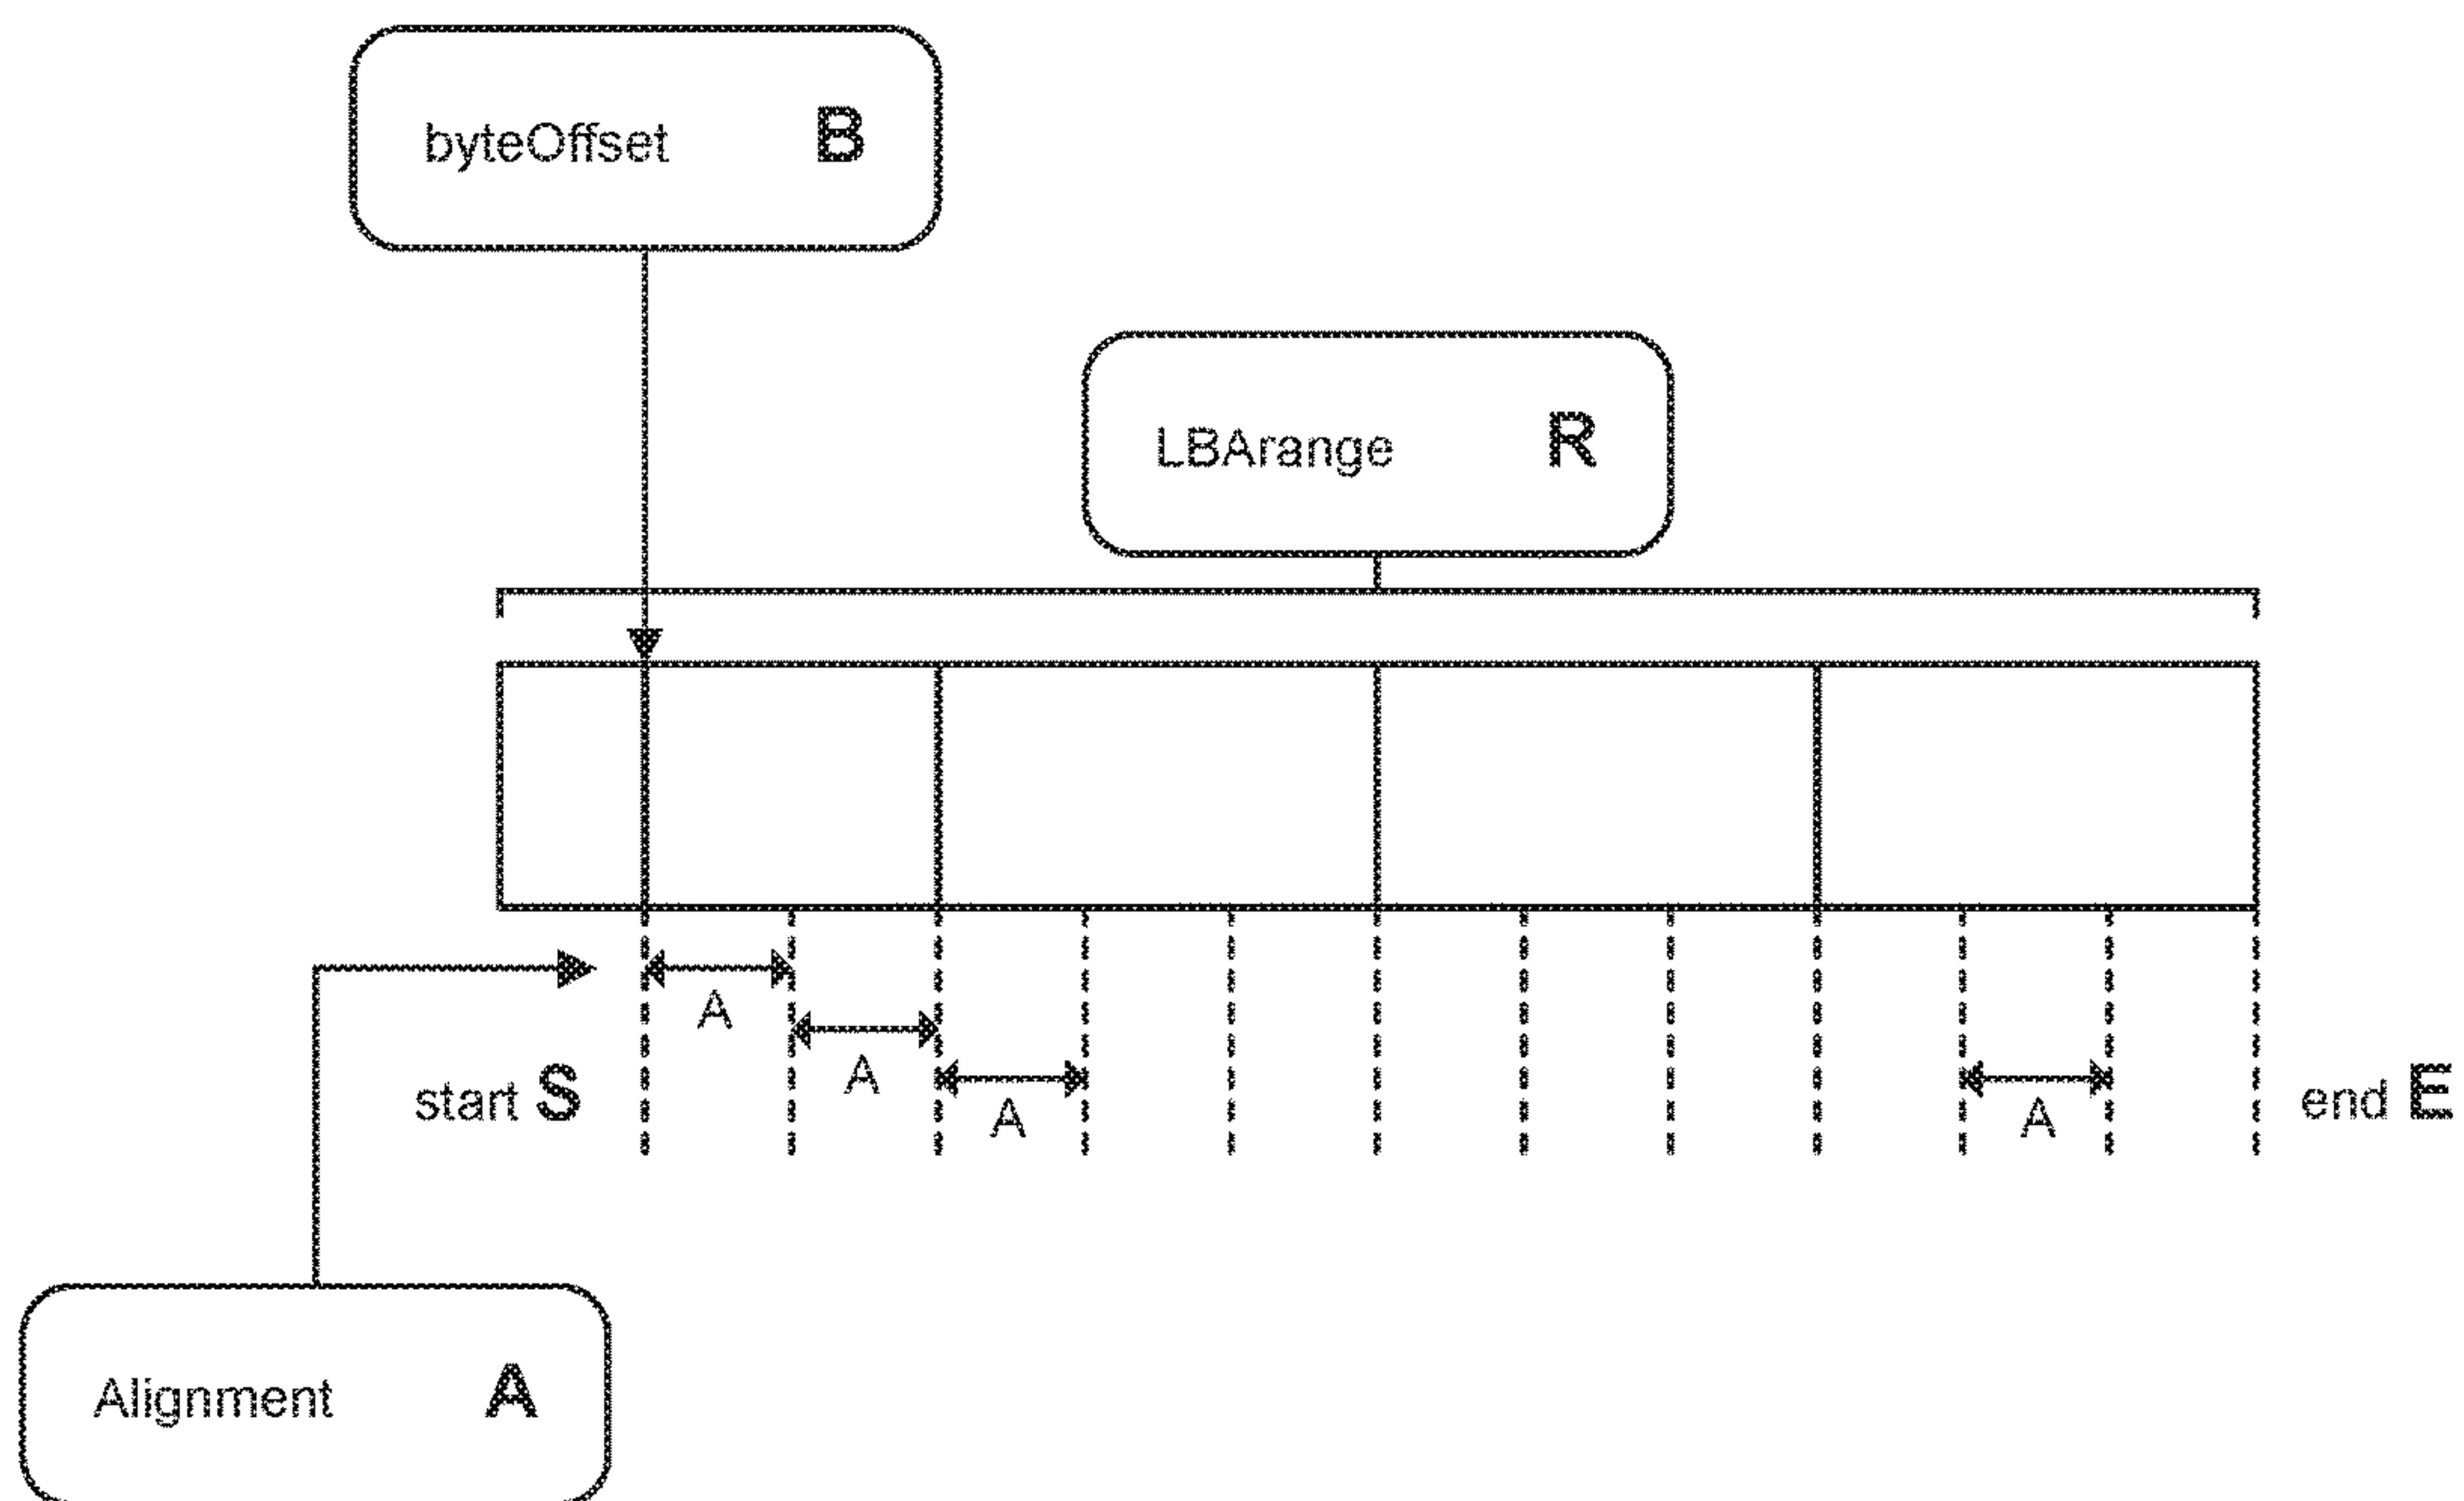 byteOffset B
LBArange R
A
A
A
A
start S
end E
Alignment A